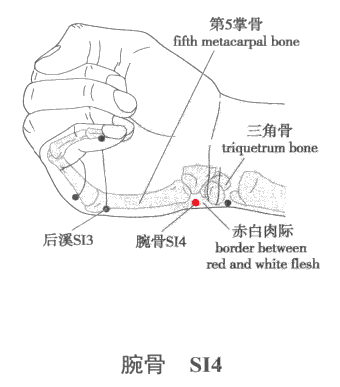 第5掌骨
fifth metacarpal bone
三角骨
triquetrum bone
后溪SI3
腕骨SI4
赤白肉际
border between
red and white flesh
腕骨 SI4